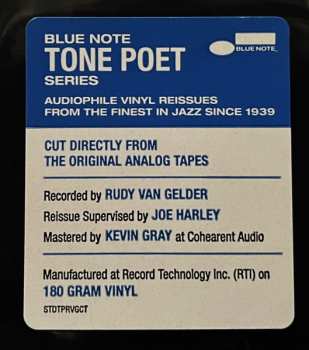 BLUE NOTE
TONE POET
SERIES
BLUE NOTE
AUDIOPHILE VINYL REISSUES
FROM THE FINEST IN JAZZ SINCE 1939
CUT DIRECTLY FROM
THE ORIGINAL ANALOG TAPES
Recorded by RUDY VAN GELDER
Reissue Supervised by JOE HARLEY
Mastered by KEVIN GRAY at Cohearent Audio
Manufactured at Record Technology Inc. (RTI) on
180 GRAM VINYL
STDTPRVGCT